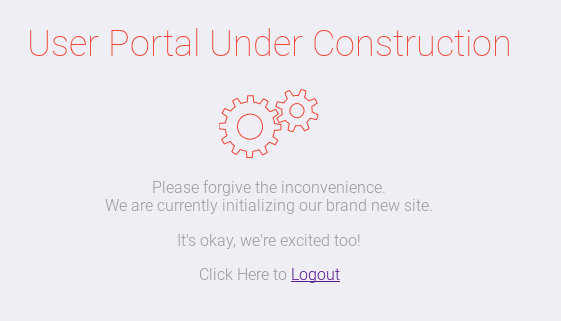 User Portal Under Construction
Please forgive the inconvenience.
We are currently initializing our brand new site.
It's okay, we're excited too!
Click Here to Logout